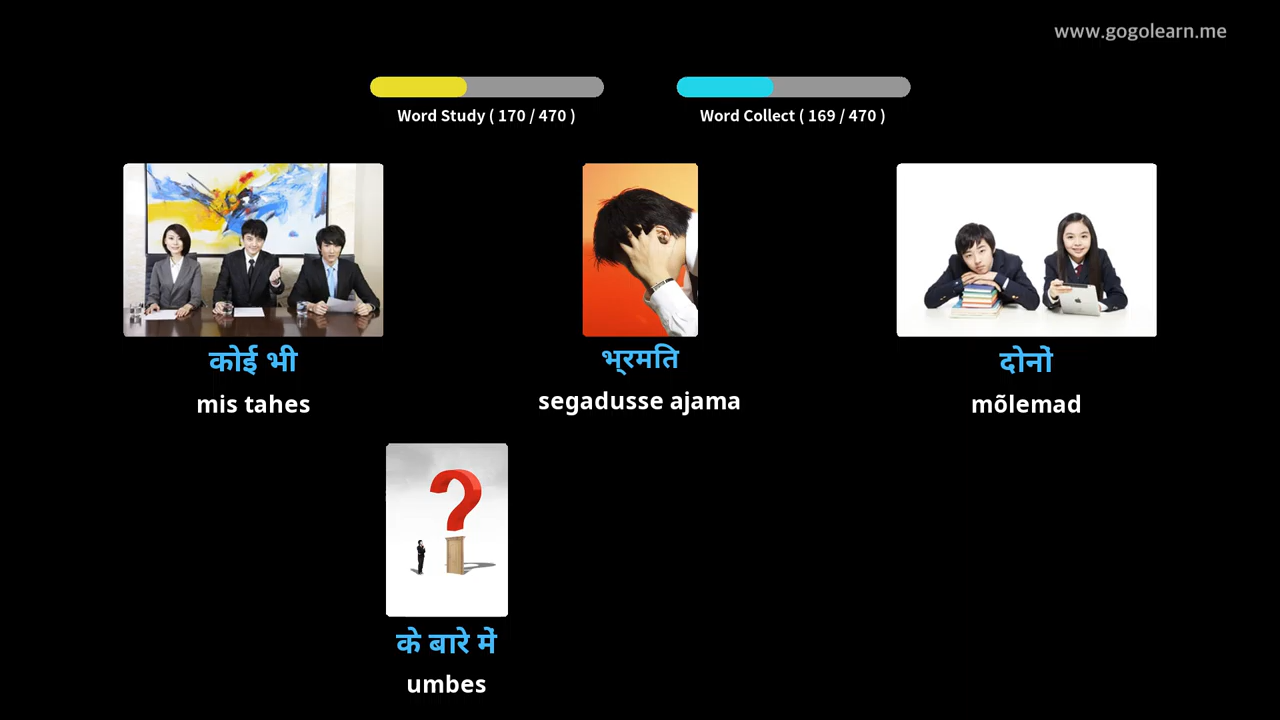 www.gogolearn.me
Word Study ( 170 / 470 )
Word Collect ( 169 / 470 )
कोई भी
mis tahes
भ्रमति
segadusse ajama
दोनों
mõlemad
के बारे में
umbes